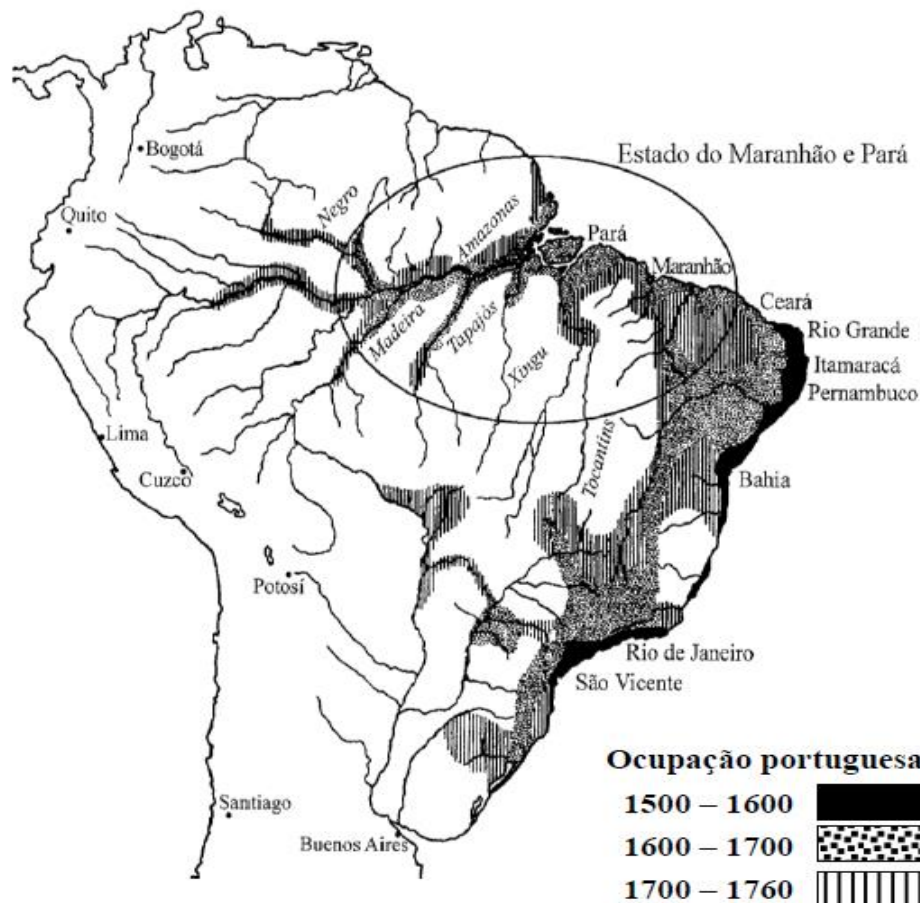 Bogotá
Estado do Maranhão e Pará
Quito
Negro
Amazonas
Pará
Maranhão
Ceará
Rio Grande
Madeira
Tapajós
Xingu
Itamaracá
Pernambuco
Lima
Cuzco
Tocantins
Bahia
Potosí
Rio de Janeiro
São Vicente
Ocupação portuguesa
Santiago
1500 – 1600
Buenos Aires
1600 – 1700
1700 – 1760